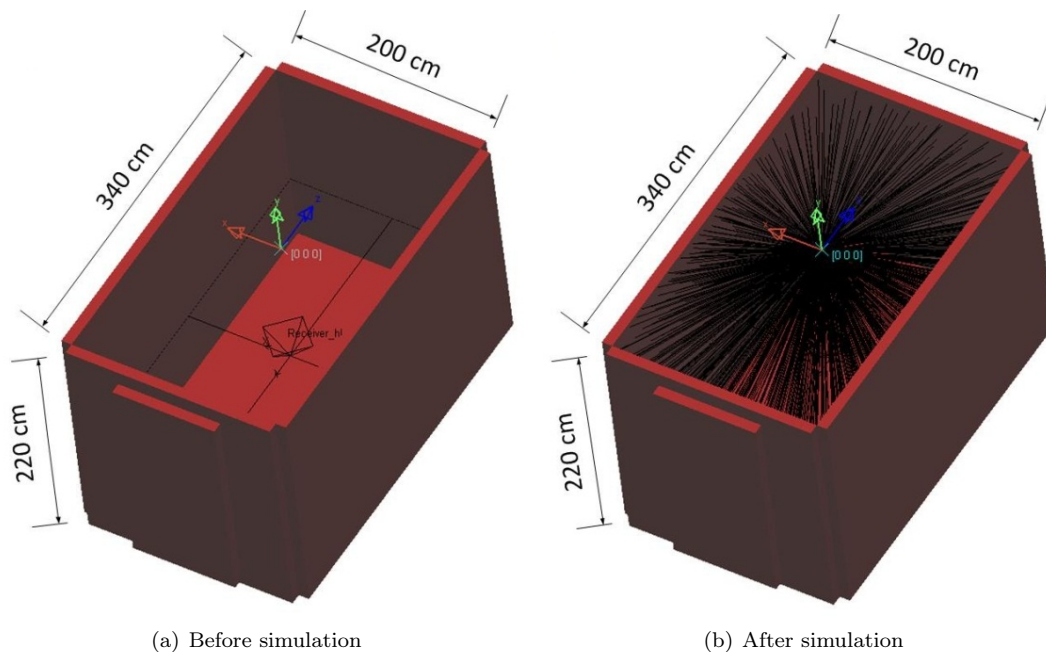 200 cm
340 cm
y
z
x
[0 0 0]
Receiver_h
220 cm
(a) Before simulation
200 cm
340 cm
y
x
[0 0 0]
220 cm
(b) After simulation